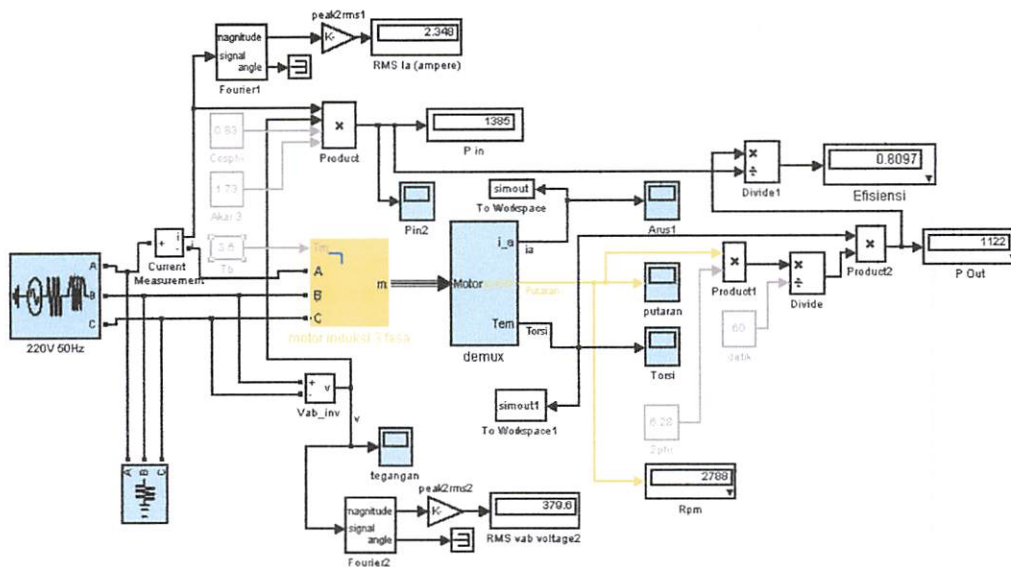 peak2rms1
magnitude
signal
angle
Fourier1
K-
2.348
RMS Ia (ampere)
0.83
Cosphi
1.73
Akar 3
×
Product
1385
P in
Pin2
×
÷
Divide1
0.8097
Efisiensi
simout
To Workspace
Arus1
+
-
i
Current
Measurement
3.6
Tb
A
B
C
220V 50Hz
Tm
A
B
C
m
motor induksi 3 fasa
Motor
i_a
Tem
demux
ia
Putaran
Torsi
putaran
Torsi
×
Product1
×
÷
Divide
×
Product2
1122
P Out
60
detik
6.28
simout1
To Workspace1
2788
Rpm
+
-
v
Vab_inv
v
tegangan
A
B
C
peak2rms2
magnitude
signal
angle
Fourier2
K-
379.6
RMS vab voltage2